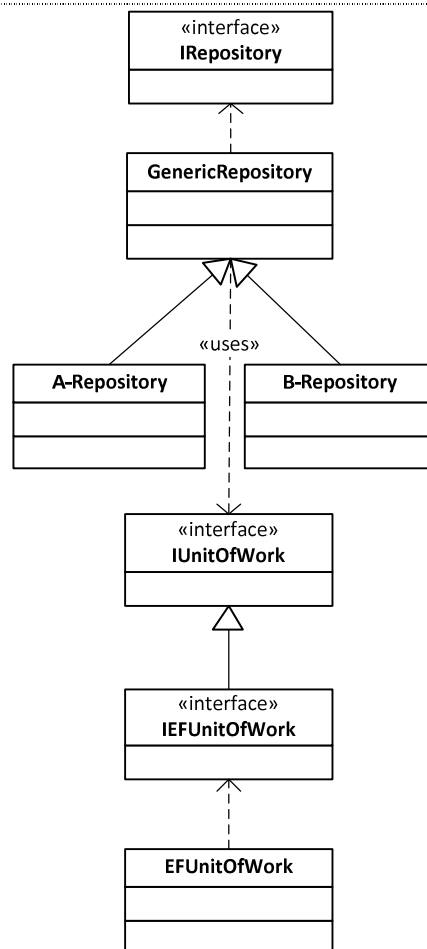 «interface»
IRepository
GenericRepository
«uses»
A-Repository
B-Repository
«interface»
IUnitOfWork
«interface»
IEFUnitOfWork
EFUnitOfWork